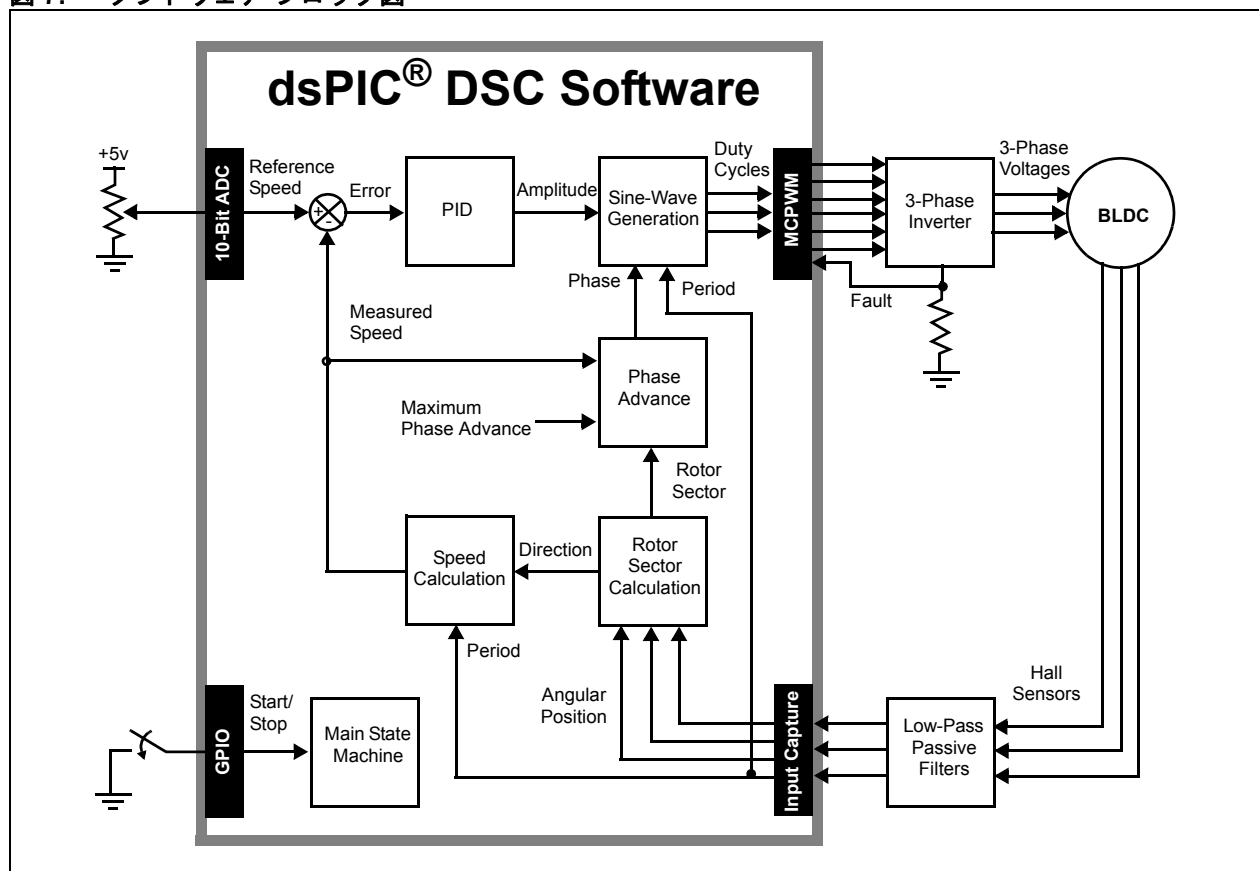 dsPIC® DSC Software
+5v
10-Bit ADC
Reference
Speed
+
-
Error
PID
Amplitude
Sine-Wave
Generation
Duty
Cycles
MCPWM
3-Phase
Inverter
3-Phase
Voltages
BLDC
Phase
Period
Fault
Measured
Speed
Phase
Advance
Maximum
Phase Advance
Rotor
Sector
Speed
Calculation
Direction
Rotor
Sector
Calculation
Period
Angular
Position
Hall
Sensors
GPIO
Start/
Stop
Main State
Machine
Input Capture
Low-Pass
Passive
Filters